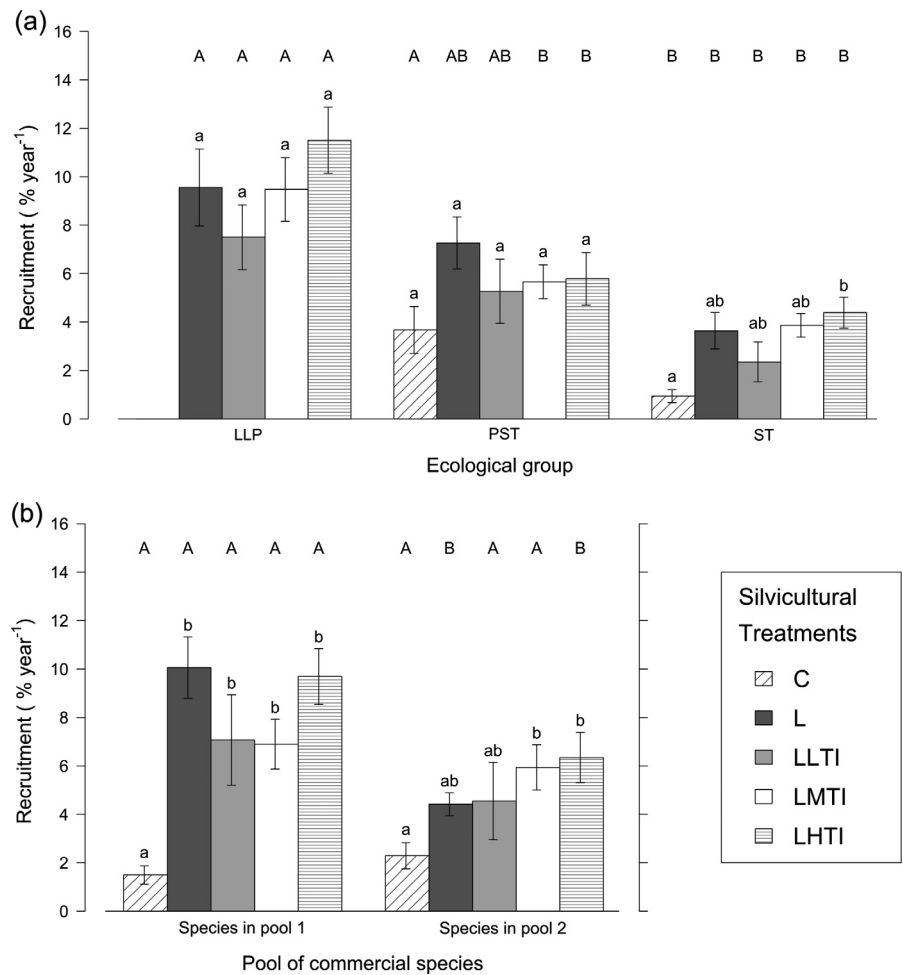 (a)
16
14
12
10
8
6
4
2
0
Recruitment ( % year⁻¹)
A A A A A AB AB B B B B B B B
a a a a a a a a a a ab ab ab b
LLP PST ST
Ecological group
(b)
16
14
12
10
8
6
4
2
0
Recruitment ( % year⁻¹)
A A A A A A B A A B
a b b b b a ab ab b b
Species in pool 1 Species in pool 2
Pool of commercial species
Silvicultural
Treatments
C
L
LLTI
LMTI
LHTI